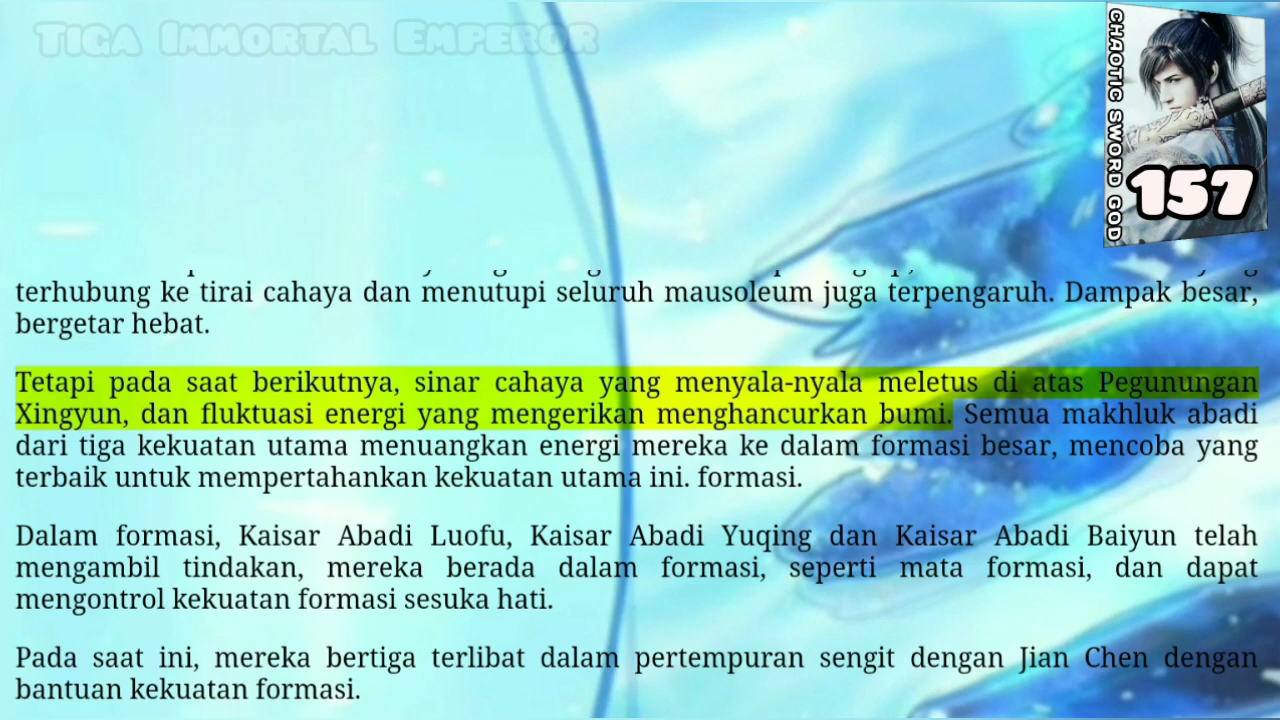 Tiga Immortal Emperor
CHAOTIC SWORD GOD
157
terhubung ke tirai cahaya dan menutupi seluruh mausoleum juga terpengaruh. Dampak besar,
bergetar hebat.
Tetapi pada saat berikutnya, sinar cahaya yang menyala-nyala meletus di atas Pegunungan
Xingyun, dan fluktuasi energi yang mengerikan menghancurkan bumi. Semua makhluk abadi
dari tiga kekuatan utama menuangkan energi mereka ke dalam formasi besar, mencoba yang
terbaik untuk mempertahankan kekuatan utama ini. formasi.
Dalam formasi, Kaisar Abadi Luofu, Kaisar Abadi Yuqing dan Kaisar Abadi Baiyun telah
mengambil tindakan, mereka berada dalam formasi, seperti mata formasi, dan dapat
mengontrol kekuatan formasi sesuka hati.
Pada saat ini, mereka bertiga terlibat dalam pertempuran sengit dengan Jian Chen dengan
bantuan kekuatan formasi.